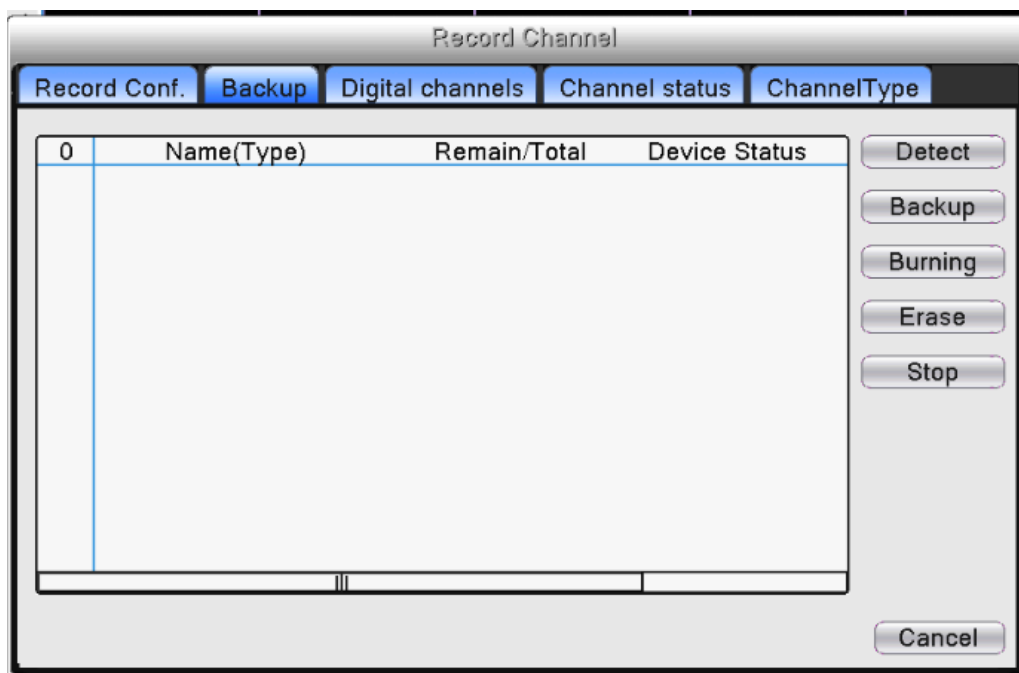 Record Channel
Record Conf. Backup Digital channels Channel status ChannelType
0 Name(Type) Remain/Total Device Status
Detect
Backup
Burning
Erase
Stop
Cancel